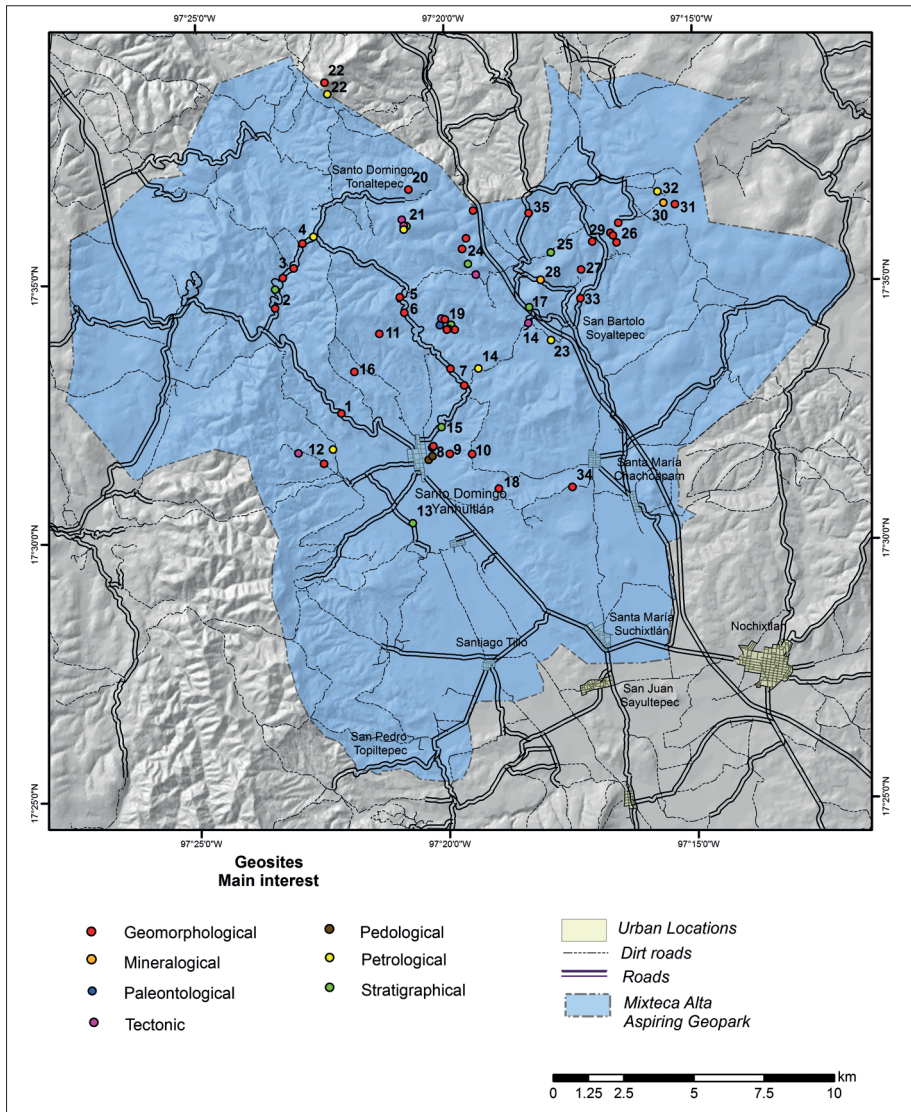 97°25'0"W
97°20'0"W
97°15'0"W
22
22
Santo Domingo
Tonaltepec
20
21
32
30
31
35
4
24
25
29
26
3
28
27
17°35'0"N
17°35'0"N
2
5
6
17
33
19
San Bartolo
Soyaltepec
11
14
23
14
16
7
1
15
12
8
9
10
Santa María
Chachoápam
18
34
Santo Domingo
Yanhuitlán
13
17°30'0"N
17°30'0"N
Santa María
Suchixtlán
Nochixtlán
Santiago Tillo
San Juan
Sayultepec
San Pedro
Topiltepec
17°25'0"N
17°25'0"N
97°25'0"W
97°20'0"W
97°15'0"W
Geosites
Main interest
Geomorphological
Mineralogical
Paleontological
Tectonic
Pedological
Petrological
Stratigraphical
Urban Locations
Dirt roads
Roads
Mixteca Alta
Aspiring Geopark
km
0 1.25 2.5 5 7.5 10